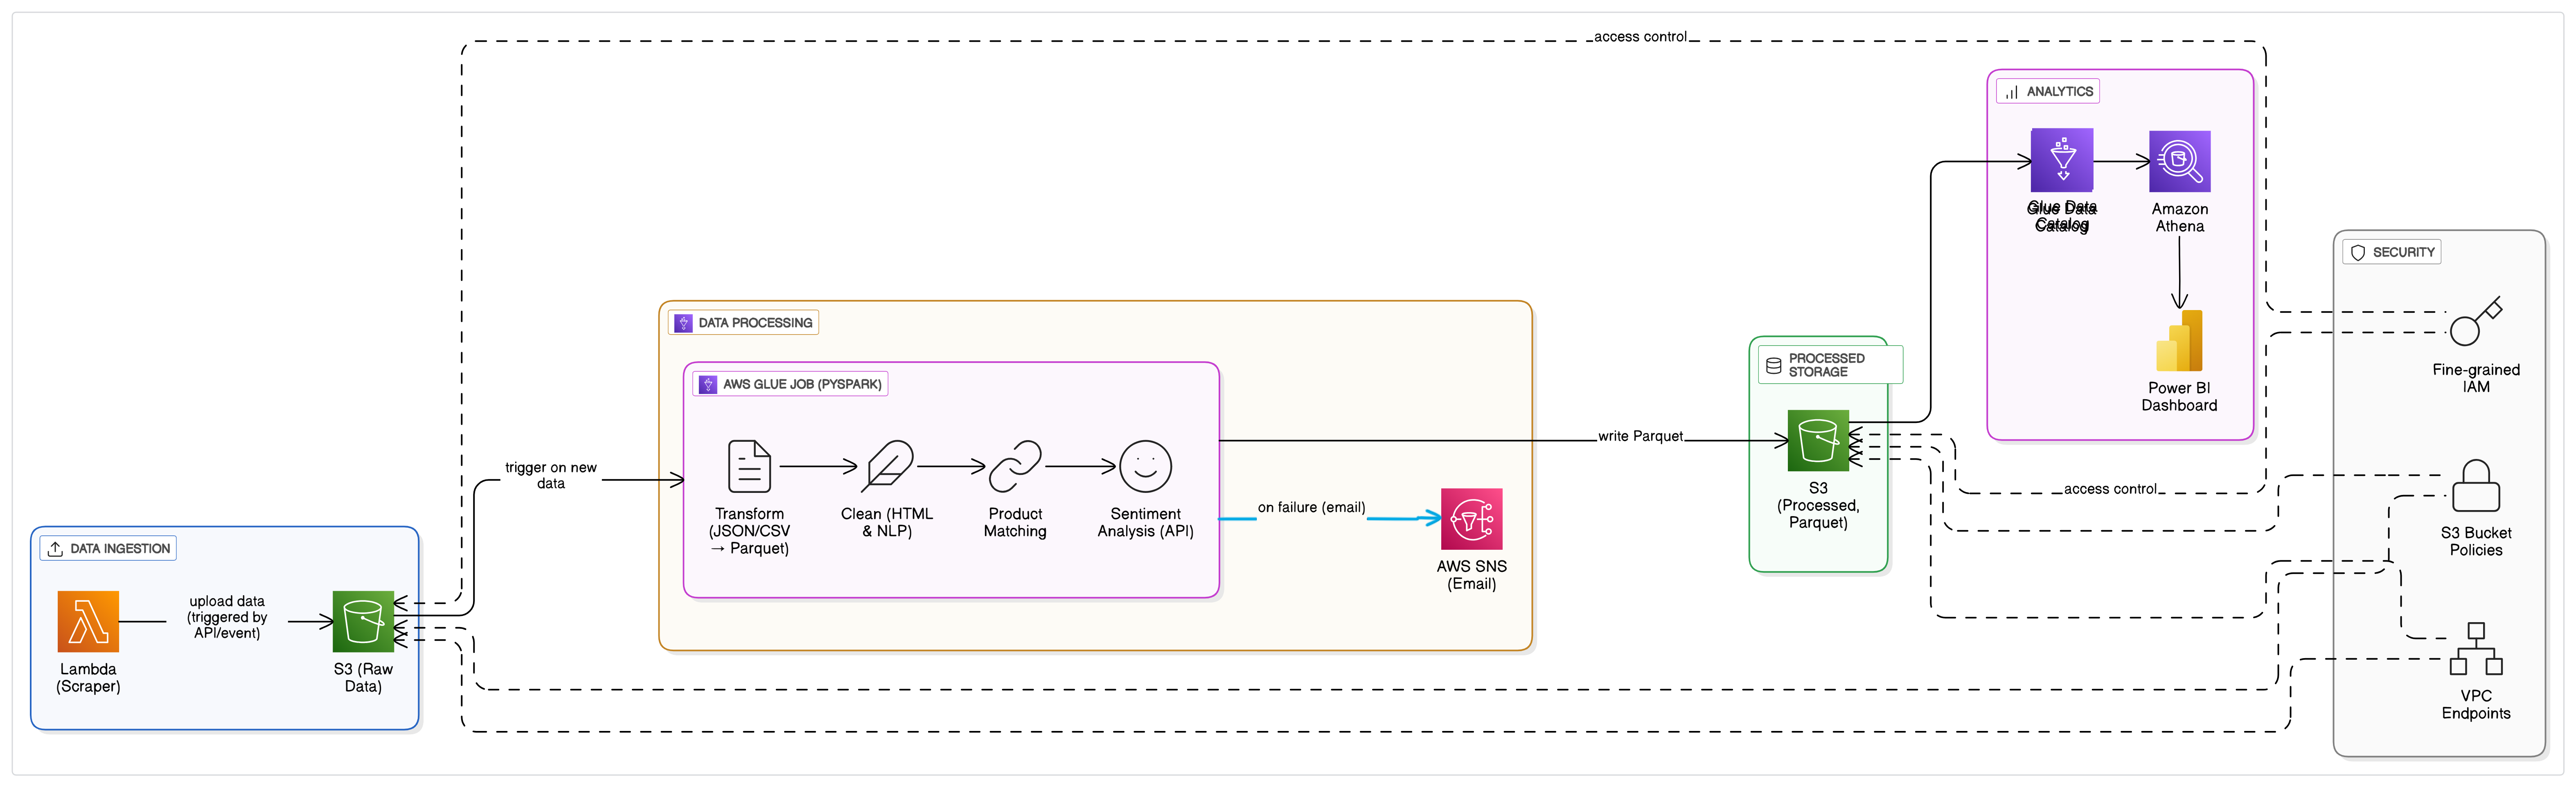 access control
ANALYTICS
Glue Data
Catalog
Amazon
Athena
Power BI
Dashboard
SECURITY
Fine-grained
IAM
S3 Bucket
Policies
VPC
Endpoints
DATA PROCESSING
AWS GLUE JOB (PYSPARK)
Transform
(JSON/CSV
→ Parquet)
Clean (HTML
& NLP)
Product
Matching
Sentiment
Analysis (API)
on failure (email)
AWS SNS
(Email)
write Parquet
PROCESSED
STORAGE
S3
(Processed,
Parquet)
access control
trigger on new
data
DATA INGESTION
upload data
(triggered by
API/event)
Lambda
(Scraper)
S3 (Raw
Data)